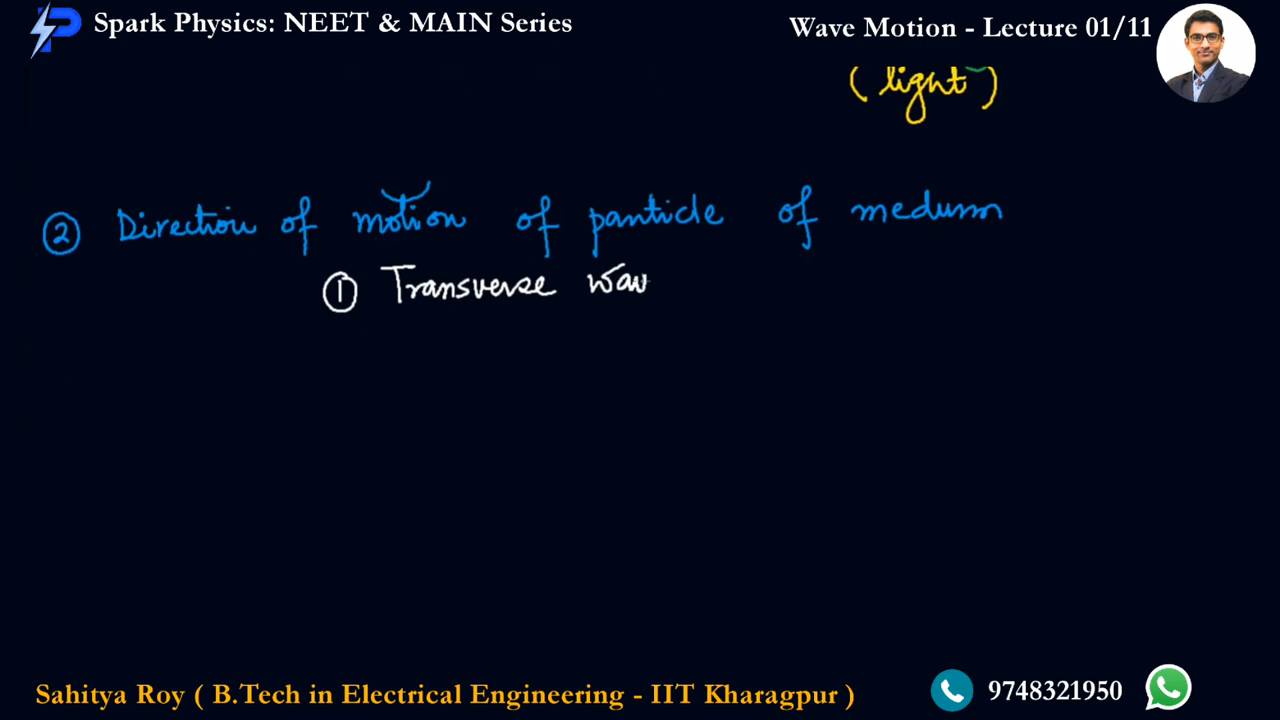 Spark Physics: NEET & MAIN Series
Wave Motion - Lecture 01/11
(light)
② Direction of motion of particle of medium
① Transverse wav
Sahitya Roy ( B.Tech in Electrical Engineering - IIT Kharagpur )
9748321950